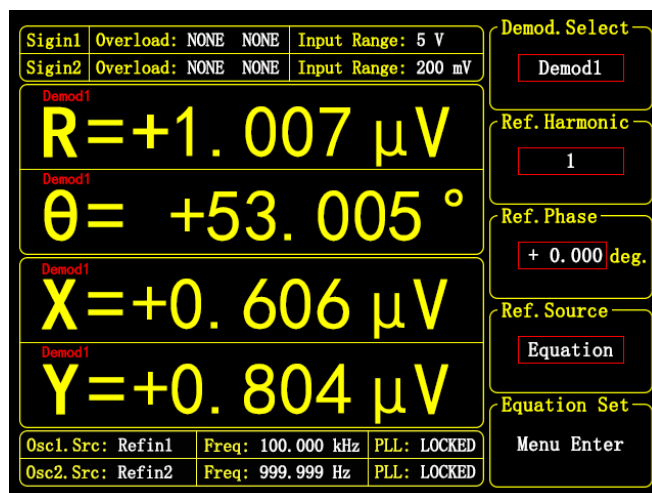 Sigin1 Overload: NONE NONE Input Range: 5 V
Sigin2 Overload: NONE NONE Input Range: 200 mV
Demod1
R=+1.007 μV
Demod1
θ= +53.005 °
Demod1
X=+0.606 μV
Demod1
Y=+0.804 μV
Osc1.Src: Refin1 Freq: 100.000 kHz PLL: LOCKED
Osc2.Src: Refin2 Freq: 999.999 Hz PLL: LOCKED
Demod.Select
Demod1
Ref.Harmonic
1
Ref.Phase
+ 0.000 deg.
Ref.Source
Equation
Equation Set
Menu Enter